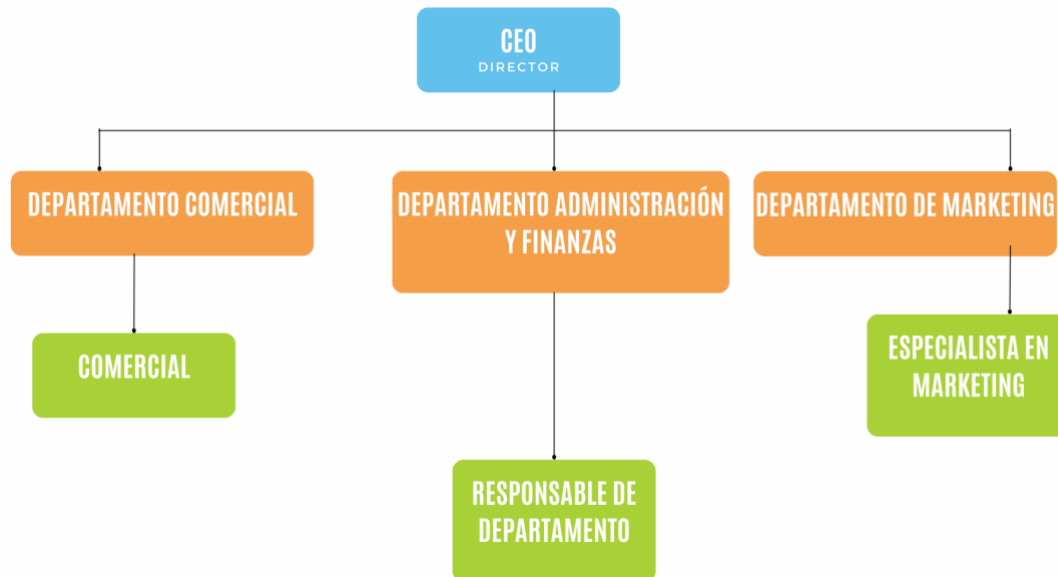 CEO
DIRECTOR
DEPARTAMENTO COMERCIAL
DEPARTAMENTO ADMINISTRACIÓN
Y FINANZAS
DEPARTAMENTO DE MARKETING
COMERCIAL
ESPECIALISTA EN
MARKETING
RESPONSABLE DE
DEPARTAMENTO